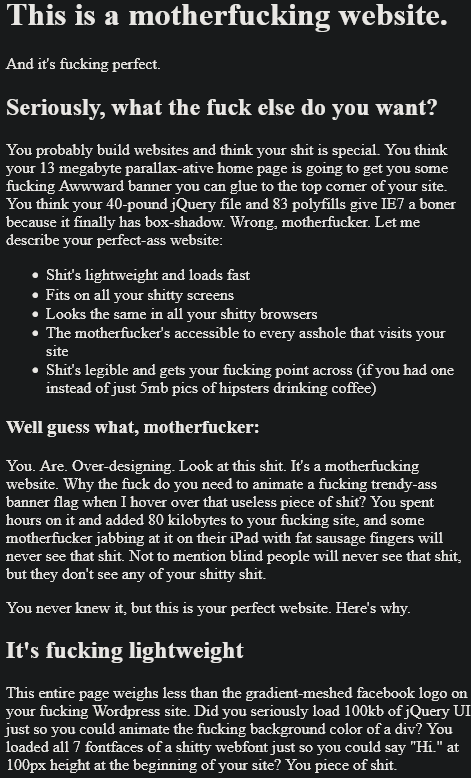 This is a motherfucking website.
And it's fucking perfect.
Seriously, what the fuck else do you want?
You probably build websites and think your shit is special. You think
your 13 megabyte parallax-ative home page is going to get you some
fucking Awwward banner you can glue to the top corner of your site.
You think your 40-pound jQuery file and 83 polyfills give IE7 a boner
because it finally has box-shadow. Wrong, motherfucker. Let me
describe your perfect-ass website:
• Shit's lightweight and loads fast
• Fits on all your shitty screens
• Looks the same in all your shitty browsers
• The motherfucker's accessible to every asshole that visits your
site
• Shit's legible and gets your fucking point across (if you had one
instead of just 5mb pics of hipsters drinking coffee)
Well guess what, motherfucker:
You. Are. Over-designing. Look at this shit. It's a motherfucking
website. Why the fuck do you need to animate a fucking trendy-ass
banner flag when I hover over that useless piece of shit? You spent
hours on it and added 80 kilobytes to your fucking site, and some
motherfucker jabbing at it on their iPad with fat sausage fingers will
never see that shit. Not to mention blind people will never see that shit,
but they don't see any of your shitty shit.
You never knew it, but this is your perfect website. Here's why.
It's fucking lightweight
This entire page weighs less than the gradient-meshed facebook logo on
your fucking Wordpress site. Did you seriously load 100kb of jQuery UI
just so you could animate the fucking background color of a div? You
loaded all 7 fontfaces of a shitty webfont just so you could say "Hi." at
100px height at the beginning of your site? You piece of shit.